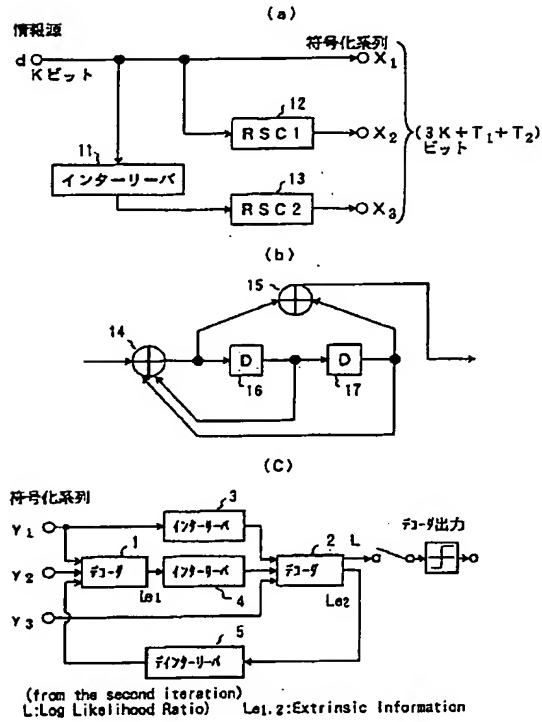 (a)
情報源
d
Kビット
符号化系列
X₁
12
RSC1
X₂
(3K+T₁+T₂)
ビット
11
インターリーバ
13
RSC2
X₃
(b)
15
14
D
16
D
17
(C)
符号化系列
3
Y₁
インターリーバ
1
2
L
デコーダ出力
Y₂
デコーダ
インターリーバ
デコーダ
Le₁
4
Le₂
Y₃
5
デインターリーバ
(from the second iteration)
L:Log Likelihood Ratio) Le₁.₂:Extrinsic Information